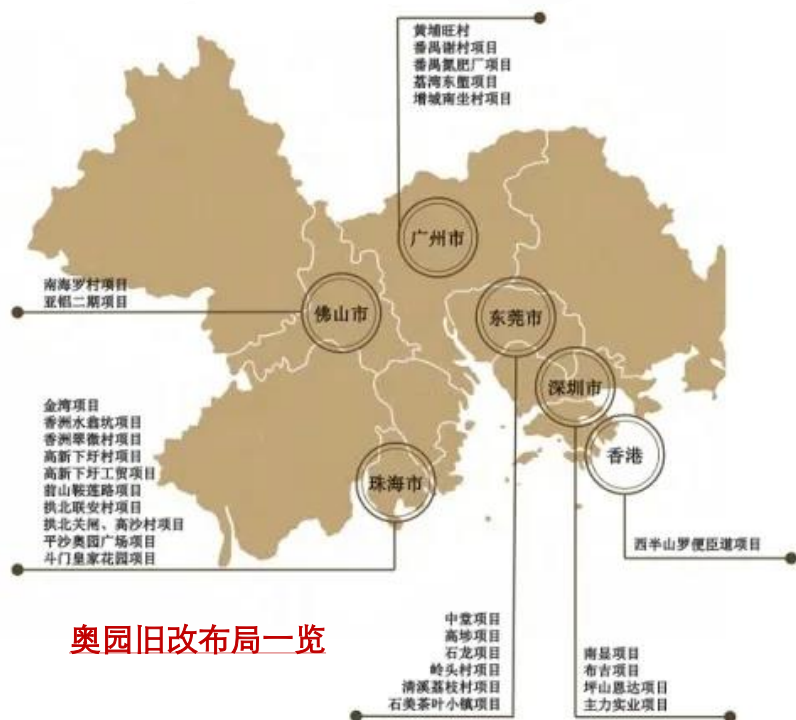 黄埔旺村
番禺谢村项目
番禺氮肥厂项目
荔湾东塱项目
增城南坐村项目
广州市
南海罗村项目
亚铝二期项目
佛山市
东莞市
深圳市
香港
金湾项目
香洲水翕坑项目
香洲翠微村项目
高新下圩村项目
高新下圩工贸项目
前山鞍莲路项目
拱北联安村项目
拱北关闸、高沙村项目
平沙奥园广场项目
斗门皇家花园项目
珠海市
西半山罗便臣道项目
奥园旧改布局一览
中堂项目
高埗项目
石龙项目
岭头村项目
清溪荔枝村项目
石美茶叶小镇项目
南昱项目
布吉项目
坪山恩达项目
主力实业项目